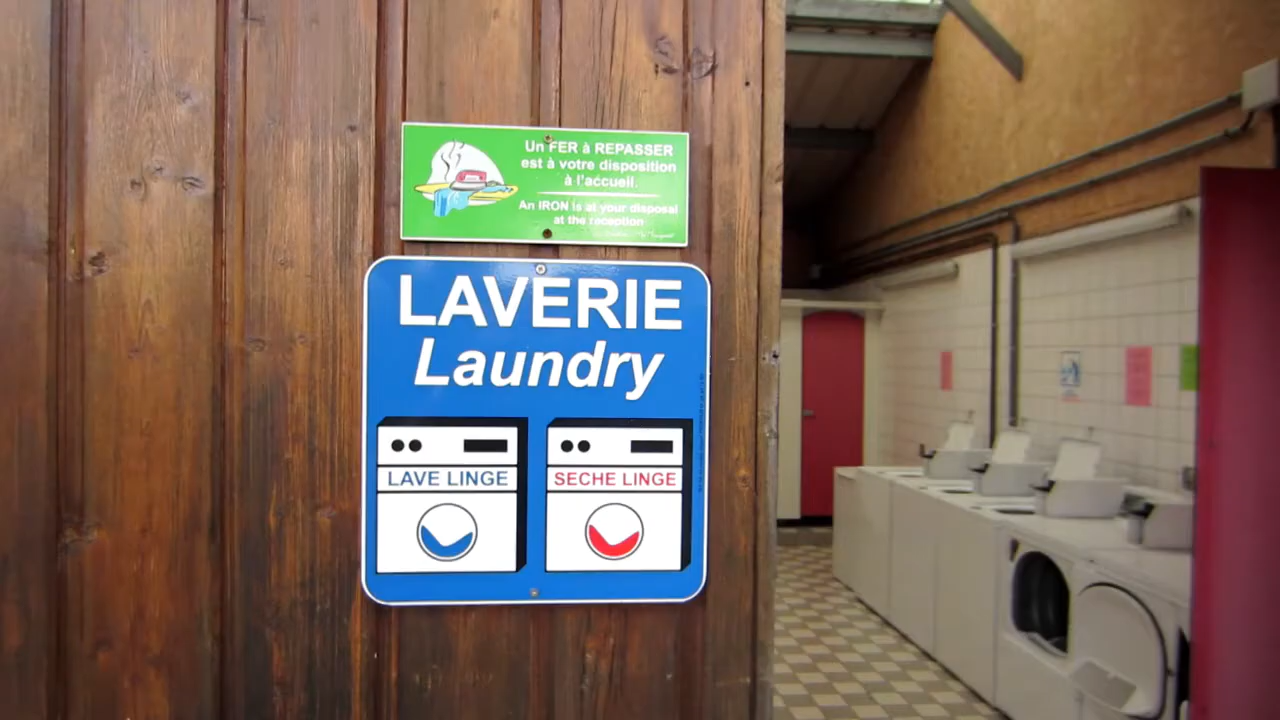 Un FER à REPASSER
est à votre disposition
à l'accueil.
An IRON is at your disposal
at the reception
LAVERIE
Laundry
LAVE LINGE
SECHE LINGE